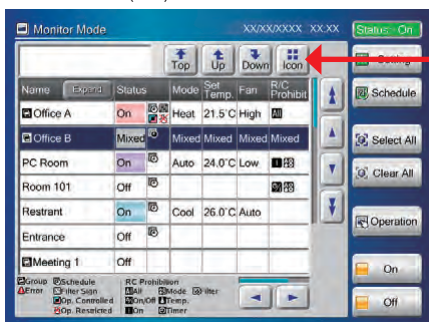 Monitor Mode XX/XX/XXXX XX:XX Status: On
Top Up Down Icon
Setting
Name Expand Status Mode Set Temp. Fan R/C Prohibit
Office A On Heat 21.5°C High All
Schedule
Office B Mixed Mixed Mixed Mixed Mixed
Select All
PC Room On Auto 24.0°C Low
Clear All
Room 101 Off
Restrant On Cool 26.0°C Auto
Operation
Entrance Off
Meeting 1 Off
On
Group Schedule R/C Prohibition
Error Filter Sign All Mode Filter
Op. Controlled On/Off Temp.
Op. Restricted On Timer
Off